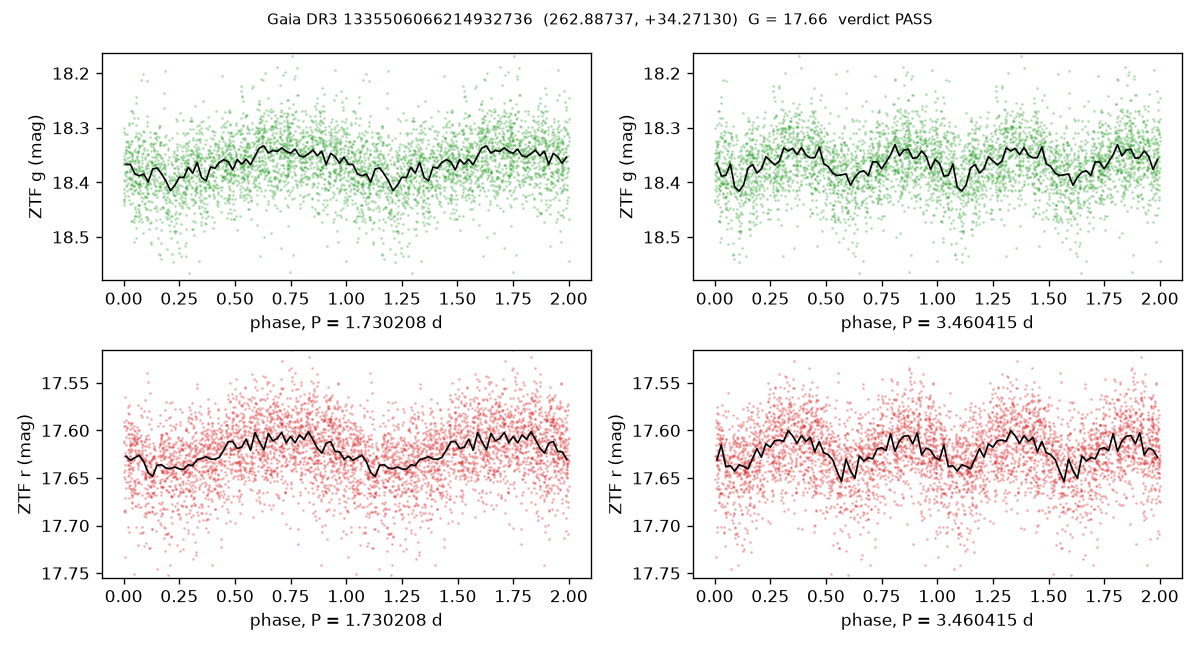 Gaia DR3 1335506066214932736  (262.88737, +34.27130)  G = 17.66  verdict PASS
ZTF g (mag)
18.2
18.3
18.4
18.5
0.00 0.25 0.50 0.75 1.00 1.25 1.50 1.75 2.00
phase, P = 1.730208 d
ZTF g (mag)
18.2
18.3
18.4
18.5
0.00 0.25 0.50 0.75 1.00 1.25 1.50 1.75 2.00
phase, P = 3.460415 d
ZTF r (mag)
17.55
17.60
17.65
17.70
17.75
0.00 0.25 0.50 0.75 1.00 1.25 1.50 1.75 2.00
phase, P = 1.730208 d
ZTF r (mag)
17.55
17.60
17.65
17.70
17.75
0.00 0.25 0.50 0.75 1.00 1.25 1.50 1.75 2.00
phase, P = 3.460415 d